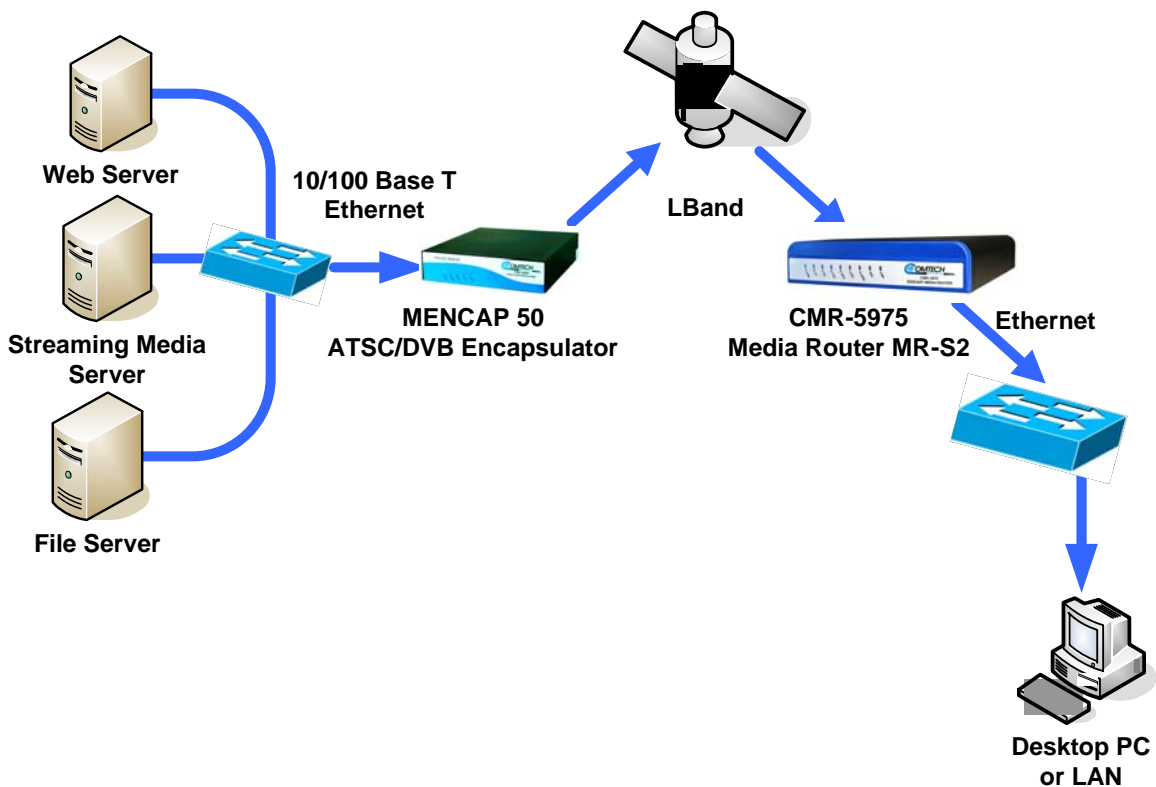 Web Server
10/100 Base T
Ethernet
LBand
Streaming Media
Server
MENCAP 50
ATSC/DVB Encapsulator
COMTECH
CMR-5975
Media Router MR-S2
Ethernet
File Server
Desktop PC
or LAN